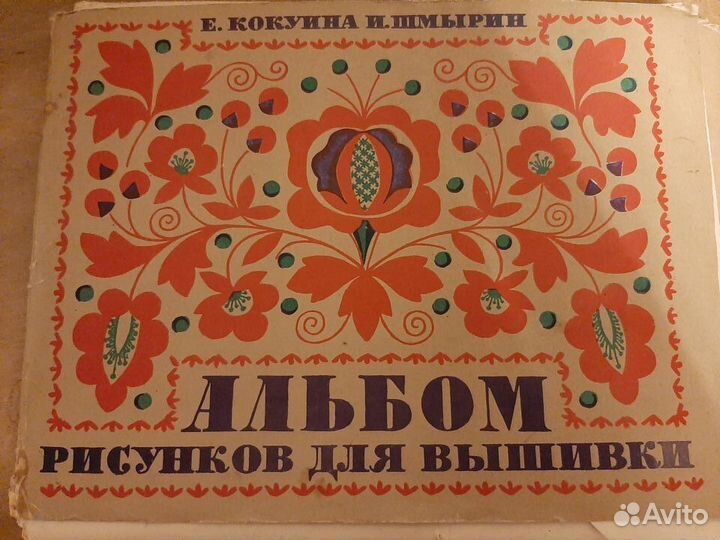 Е. КОКУИНА И. ШМЫРИН
АЛЬБОМ
РИСУНКОВ ДЛЯ ВЫШИВКИ
Avito